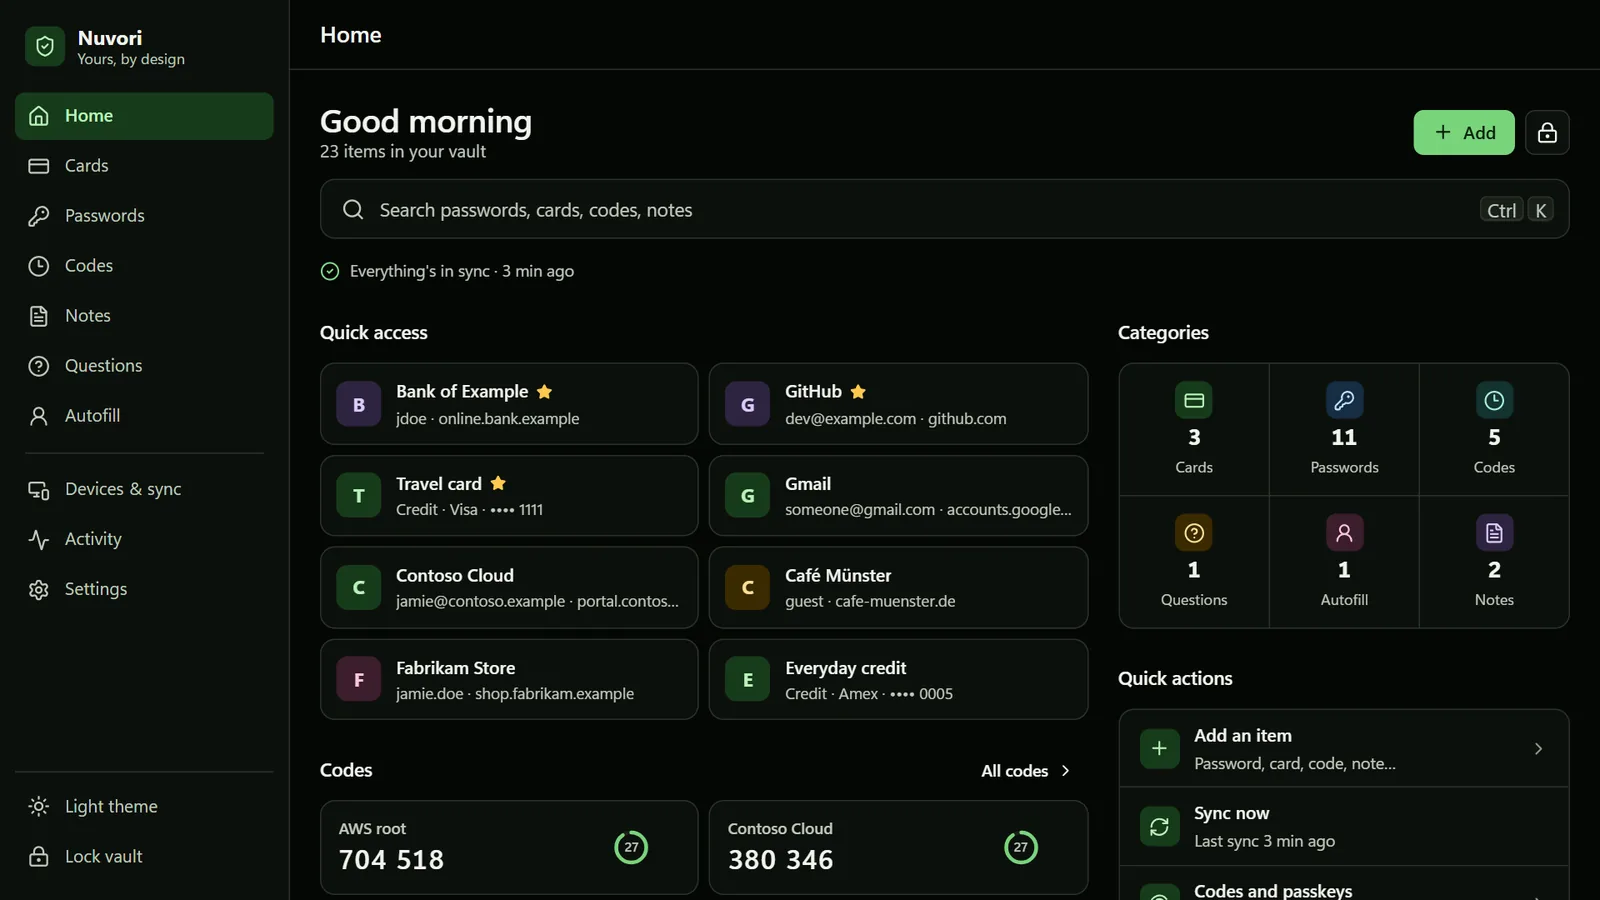 Nuvori
Yours, by design
Home
Cards
Passwords
Codes
Notes
Questions
Autofill
Devices & sync
Activity
Settings
Light theme
Lock vault
Home
Good morning
23 items in your vault
Add
Search passwords, cards, codes, notes
Ctrl K
Everything's in sync · 3 min ago
Quick access
B
Bank of Example
jdoe · online.bank.example
G
GitHub
dev@example.com · github.com
T
Travel card
Credit · Visa · •••• 1111
G
Gmail
someone@gmail.com · accounts.google...
C
Contoso Cloud
jamie@contoso.example · portal.contos...
C
Café Münster
guest · cafe-muenster.de
F
Fabrikam Store
jamie.doe · shop.fabrikam.example
E
Everyday credit
Credit · Amex · •••• 0005
Codes
All codes
AWS root
704 518
27
Contoso Cloud
380 346
27
Categories
3
Cards
11
Passwords
5
Codes
1
Questions
1
Autofill
2
Notes
Quick actions
Add an item
Password, card, code, note...
Sync now
Last sync 3 min ago
Codes and passkeys